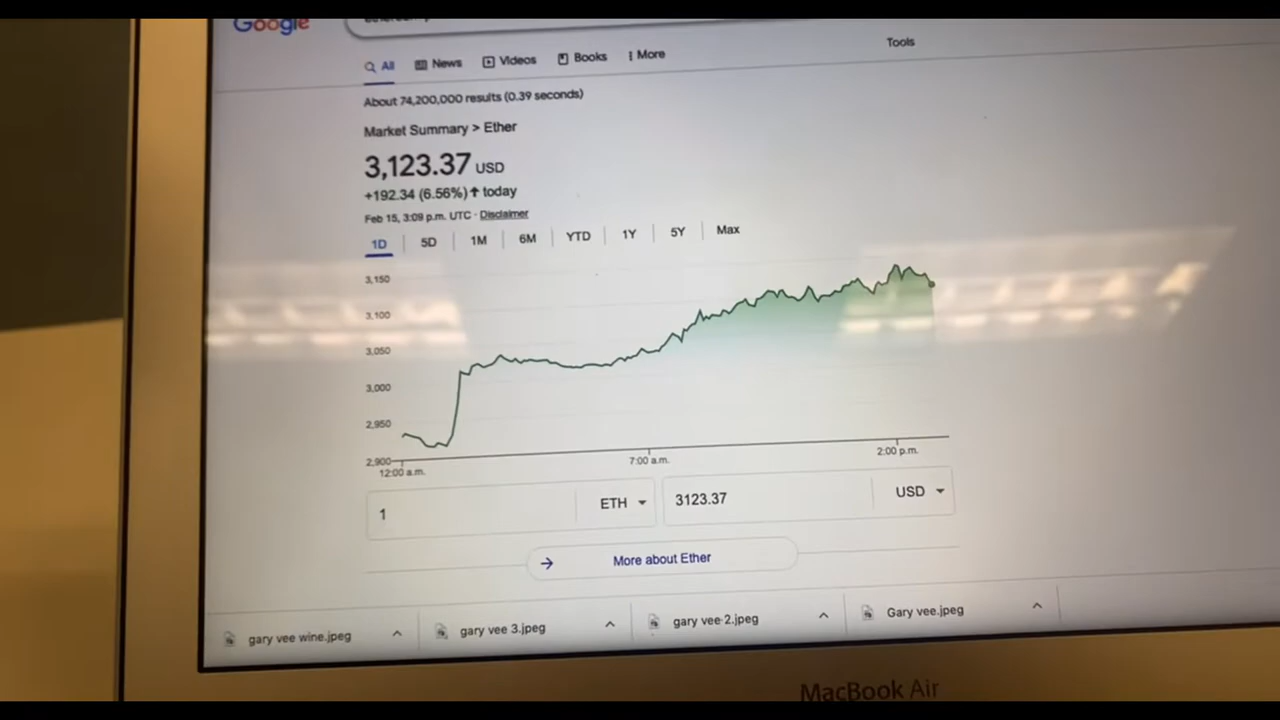 Google
All News Videos Books More Tools
About 74,200,000 results (0.39 seconds)
Market Summary > Ether
3,123.37 USD
+192.34 (6.56%) ↑ today
Feb 15, 3:09 p.m. UTC · Disclaimer
1D 5D 1M 6M YTD 1Y 5Y Max
3,150
3,100
3,050
3,000
2,950
2,900
12:00 a.m. 7:00 a.m. 2:00 p.m.
1 ETH 3123.37 USD
→ More about Ether
gary vee wine.jpeg gary vee 3.jpeg gary vee 2.jpeg Gary vee.jpeg
MacBook Air